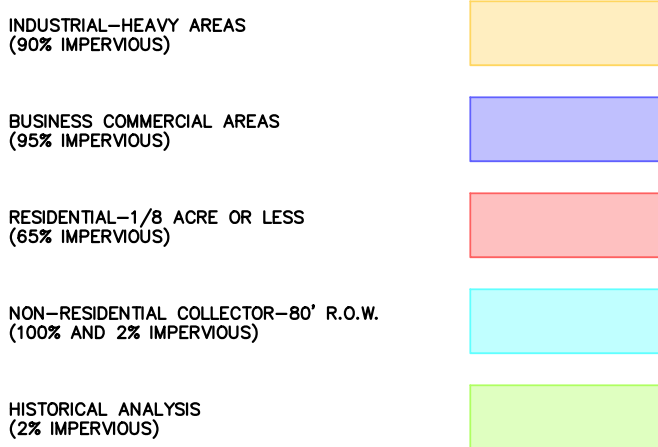 INDUSTRIAL-HEAVY AREAS
(90% IMPERVIOUS)
BUSINESS COMMERCIAL AREAS
(95% IMPERVIOUS)
RESIDENTIAL-1/8 ACRE OR LESS
(65% IMPERVIOUS)
NON-RESIDENTIAL COLLECTOR-80' R.O.W.
(100% AND 2% IMPERVIOUS)
HISTORICAL ANALYSIS
(2% IMPERVIOUS)